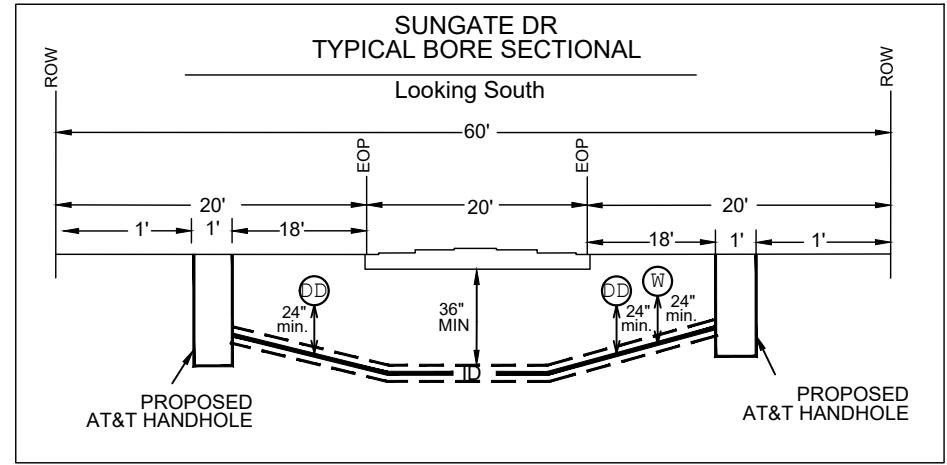 SUNGATE DR
TYPICAL BORE SECTIONAL
Looking South
ROW
ROW
60'
EOP
EOP
20'
20'
20'
1'
1'
18'
18'
1'
1'
DD
24"
min.
36"
MIN
DD
24"
min.
W
24"
min.
PROPOSED
AT&T HANDHOLE
PROPOSED
AT&T HANDHOLE